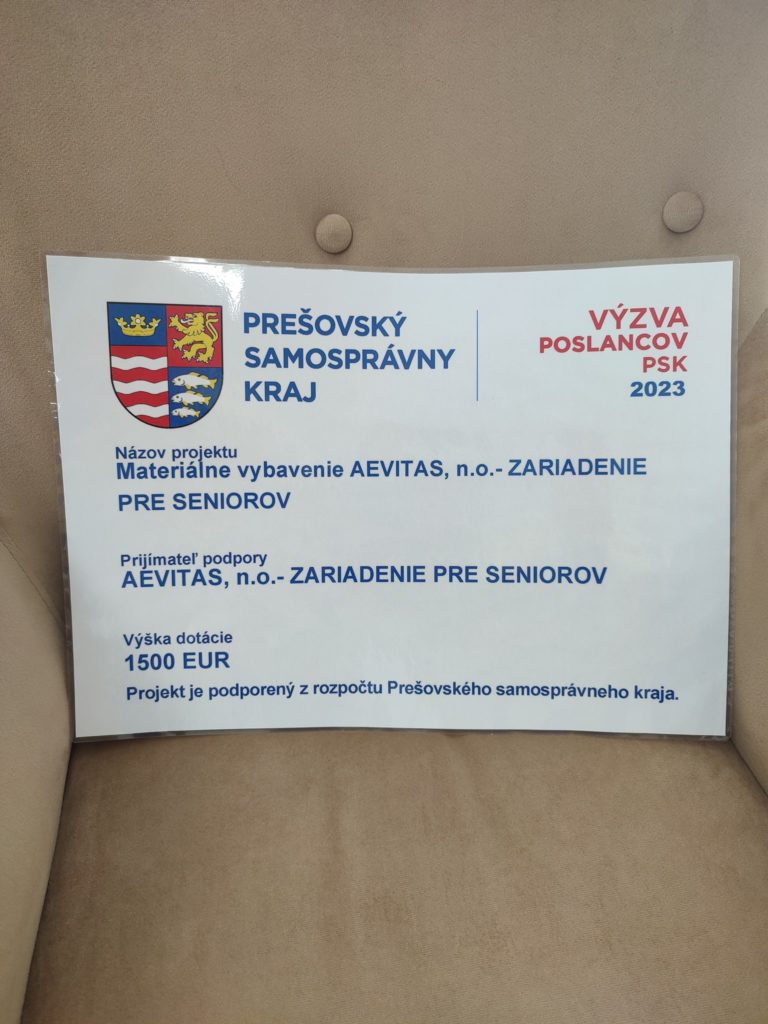 PREŠOVSKÝ
SAMOSPRÁVNY
KRAJ
VÝZVA
POSLANCOV
PSK
2023
Názov projektu
Materiálne vybavenie AEVITAS, n.o.- ZARIADENIE
PRE SENIOROV
Prijímateľ podpory
AEVITAS, n.o.- ZARIADENIE PRE SENIOROV
Výška dotácie
1500 EUR
Projekt je podporený z rozpočtu Prešovského samosprávneho kraja.